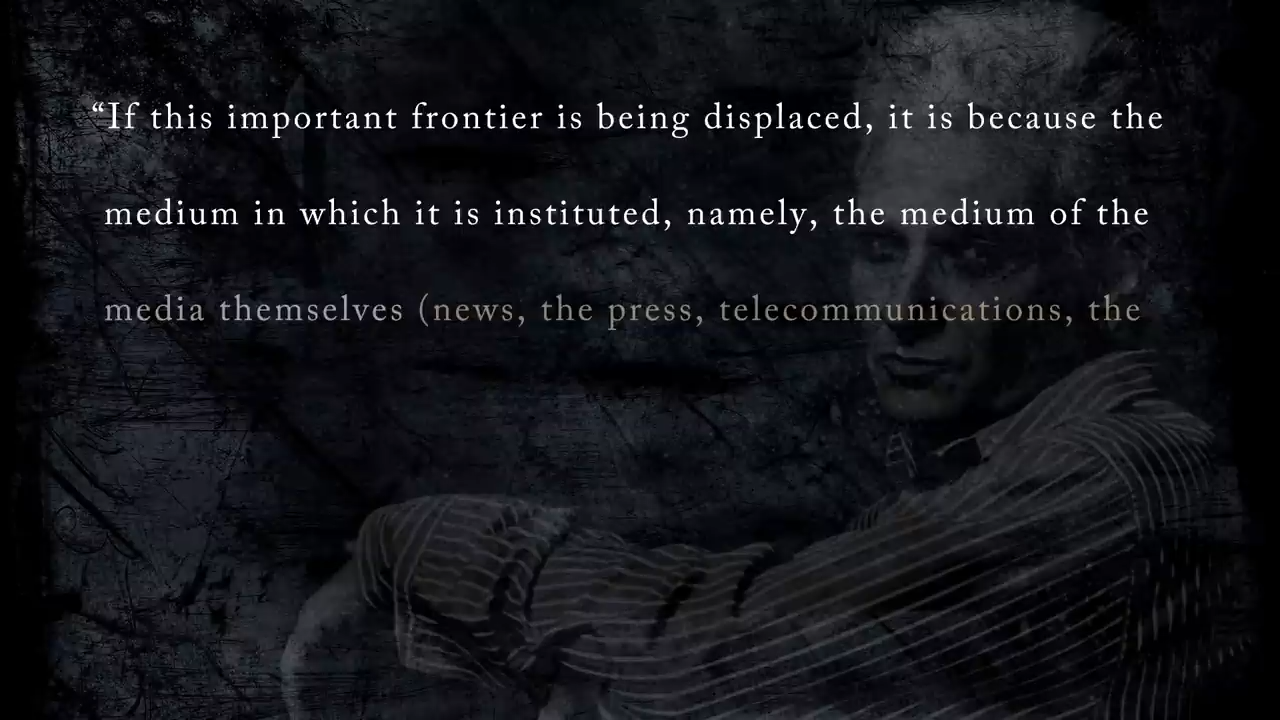 “If this important frontier is being displaced, it is because the
medium in which it is instituted, namely, the medium of the
media themselves (news, the press, telecommunications, the